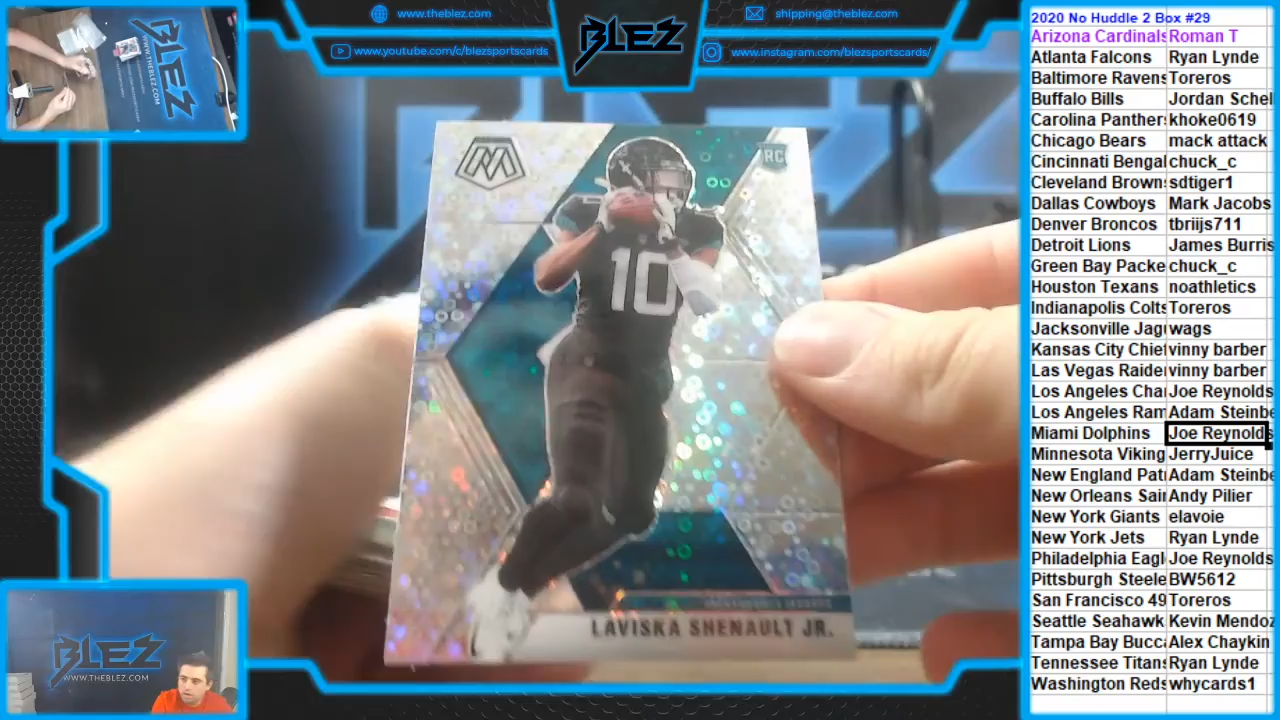 www.theblez.com
www.youtube.com/c/blezsportscards
BLEZ
shipping@theblez.com
www.instagram.com/blezsportscards/
BLEZ
WWW.THEBLEZ.COM
RC
10
LAVISKA SHENAULT JR.
BLEZ
WWW.THEBLEZ.COM
2020 No Huddle 2 Box #29
Arizona Cardinals Roman T
Atlanta Falcons Ryan Lynde
Baltimore Ravens Toreros
Buffalo Bills Jordan Schel
Carolina Panther khoke0619
Chicago Bears mack attack
Cincinnati Bengal chuck_c
Cleveland Browns sdtiger1
Dallas Cowboys Mark Jacobs
Denver Broncos tbriijs711
Detroit Lions James Burris
Green Bay Packe chuck_c
Houston Texans noathletics
Indianapolis Colts Toreros
Jacksonville Jagu wags
Kansas City Chief vinny barber
Las Vegas Raider vinny barber
Los Angeles Cha Joe Reynolds
Los Angeles Ram Adam Steinbe
Miami Dolphins Joe Reynolds
Minnesota Viking JerryJuice
New England Pat Adam Steinbe
New Orleans Sain Andy Pilier
New York Giants elavoie
New York Jets Ryan Lynde
Philadelphia Eagl Joe Reynolds
Pittsburgh Steele BW5612
San Francisco 49 Toreros
Seattle Seahawk Kevin Mendoz
Tampa Bay Bucca Alex Chaykin
Tennessee Titans Ryan Lynde
Washington Reds whycards1